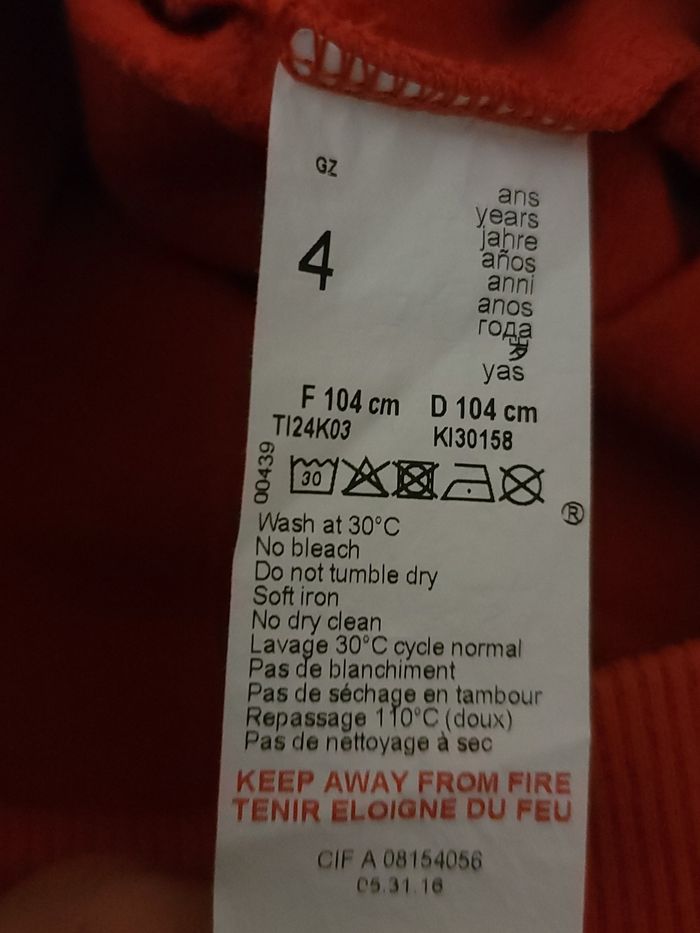 GZ
4
ans
years
jahre
años
anni
anos
года
岁
yas
F 104 cm D 104 cm
TI24K03 KI30158
00439
30
®
Wash at 30°C
No bleach
Do not tumble dry
Soft iron
No dry clean
Lavage 30°C cycle normal
Pas de blanchiment
Pas de séchage en tambour
Repassage 110°C (doux)
Pas de nettoyage à sec
KEEP AWAY FROM FIRE
TENIR ELOIGNE DU FEU
CIF A 08154056
05.31.16